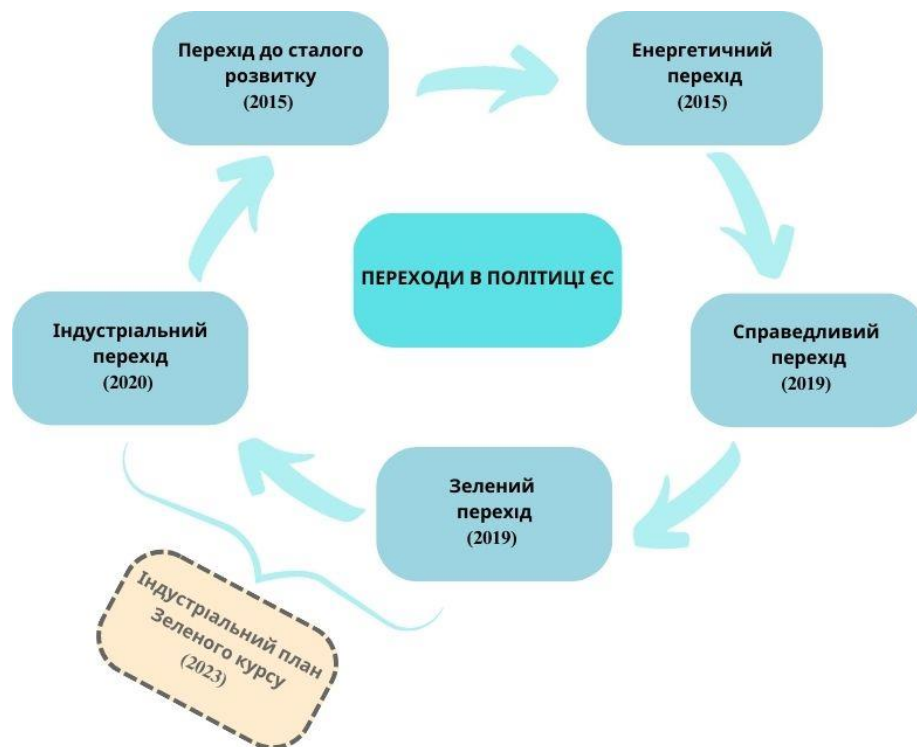 Перехід до сталого
розвитку
(2015)
Енергетичний
перехід
(2015)
ПЕРЕХОДИ В ПОЛІТИЦІ ЄС
Індустріальний
перехід
(2020)
Справедливий
перехід
(2019)
Зелений
перехід
(2019)
Індустріальний план
Зеленого курсу
(2023)